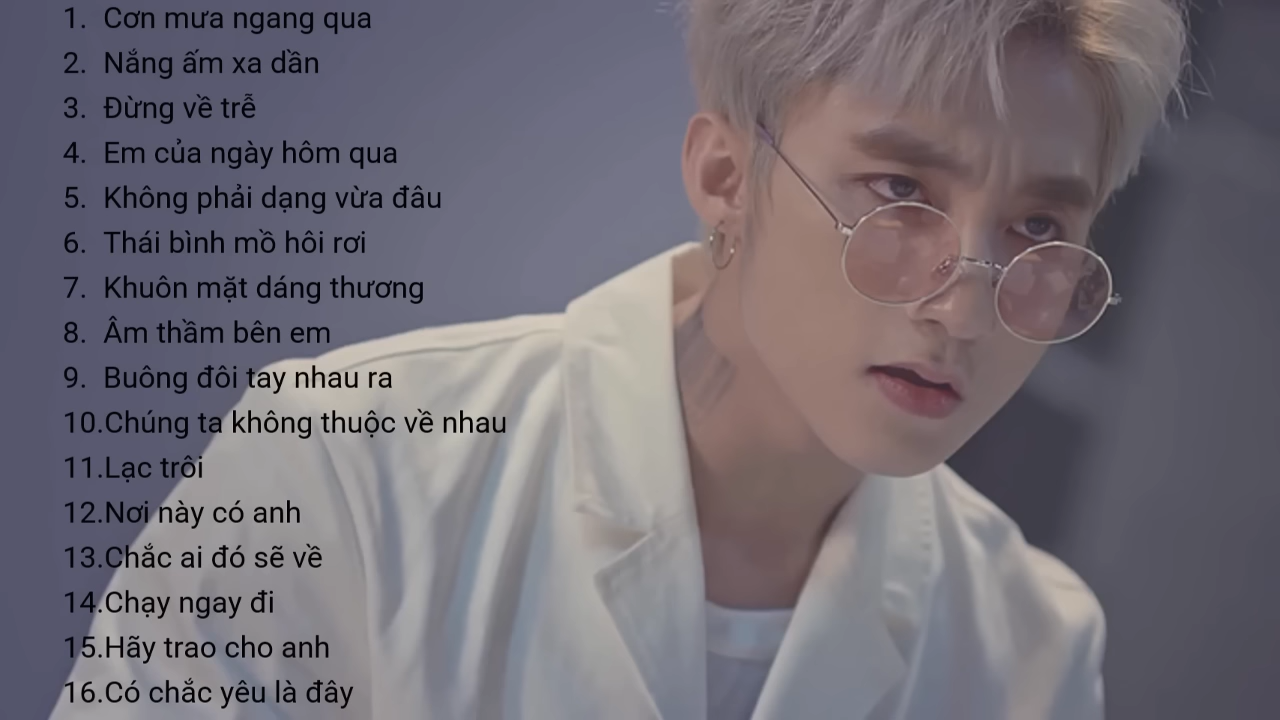 1. Cơn mưa ngang qua
2. Nắng ấm xa dần
3. Đừng về trễ
4. Em của ngày hôm qua
5. Không phải dạng vừa đâu
6. Thái bình mồ hôi rơi
7. Khuôn mặt dáng thương
8. Âm thầm bên em
9. Buông đôi tay nhau ra
10.Chúng ta không thuộc về nhau
11.Lạc trôi
12.Nơi này có anh
13.Chắc ai đó sẽ về
14.Chạy ngay đi
15.Hãy trao cho anh
16.Có chắc yêu là đây